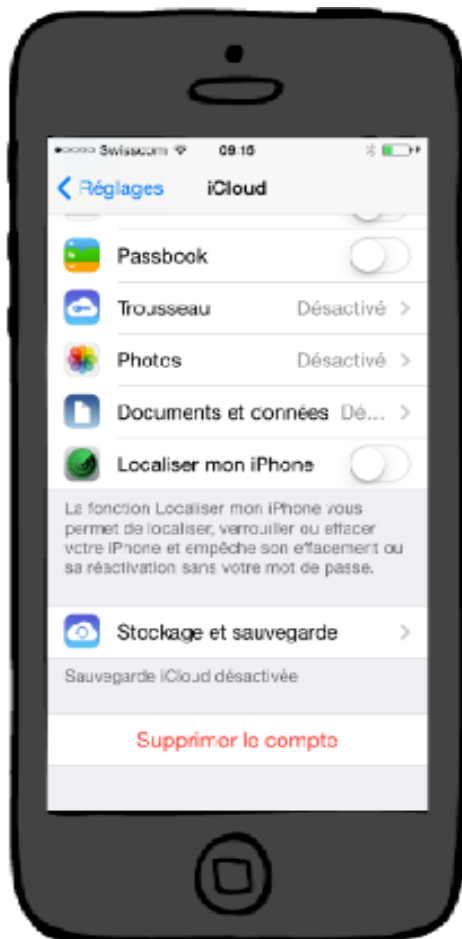 Swisscom 09:15
Réglages iCloud
Passbook
Trousseau Désactivé
Photos Désactivé
Documents et données Dé...
Localiser mon iPhone
La fonction Localiser mon iPhone vous
permet de localiser, verrouiller ou effacer
votre iPhone et empêche son effacement ou
sa réactivation sans votre mot de passe.
Stockage et sauvegarde
Sauvegarde iCloud désactivée
Supprimer le compte